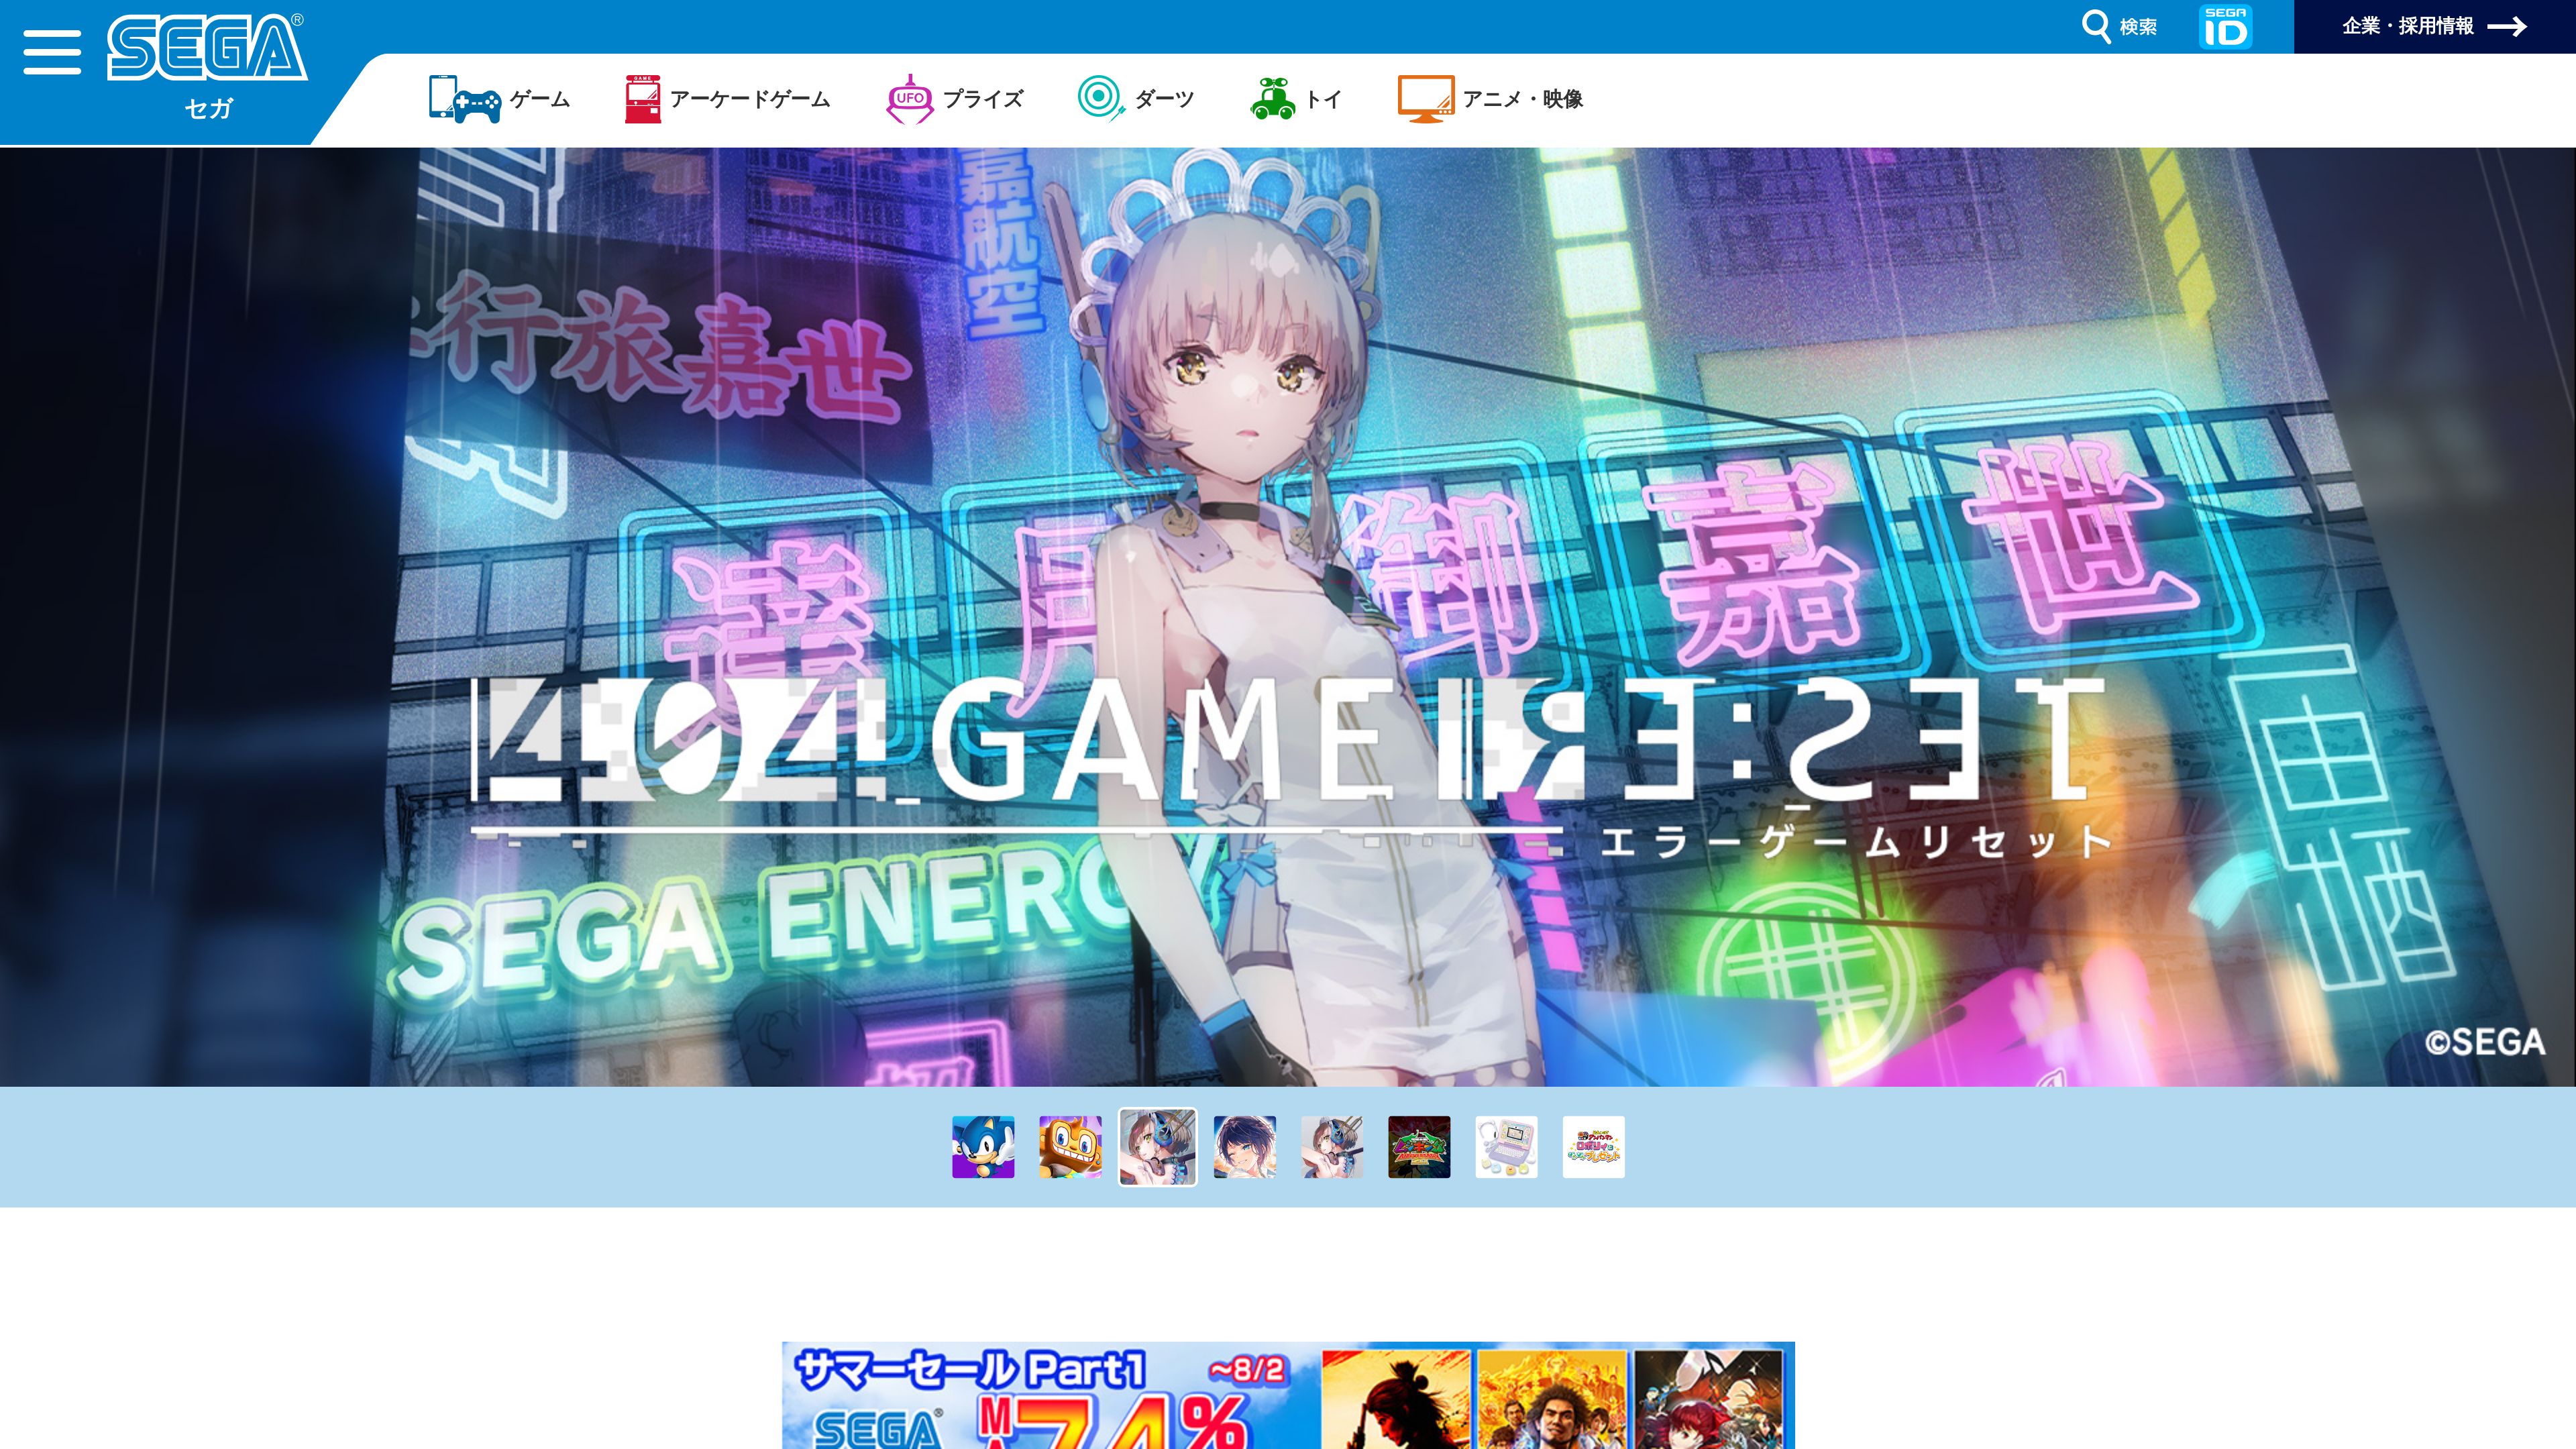 SEGA®
セガ
検索
SEGA
ID
企業・採用情報
GAME
ゲーム
アーケードゲーム
UFO
プライズ
ダーツ
トイ
アニメ・映像
嘉航空
行旅嘉世
御嘉世
404 GAME RE:SET
エラーゲームリセット
SEGA ENERGY
©SEGA
サマーセール Part1
～8/2
SEGA®
MA 74%